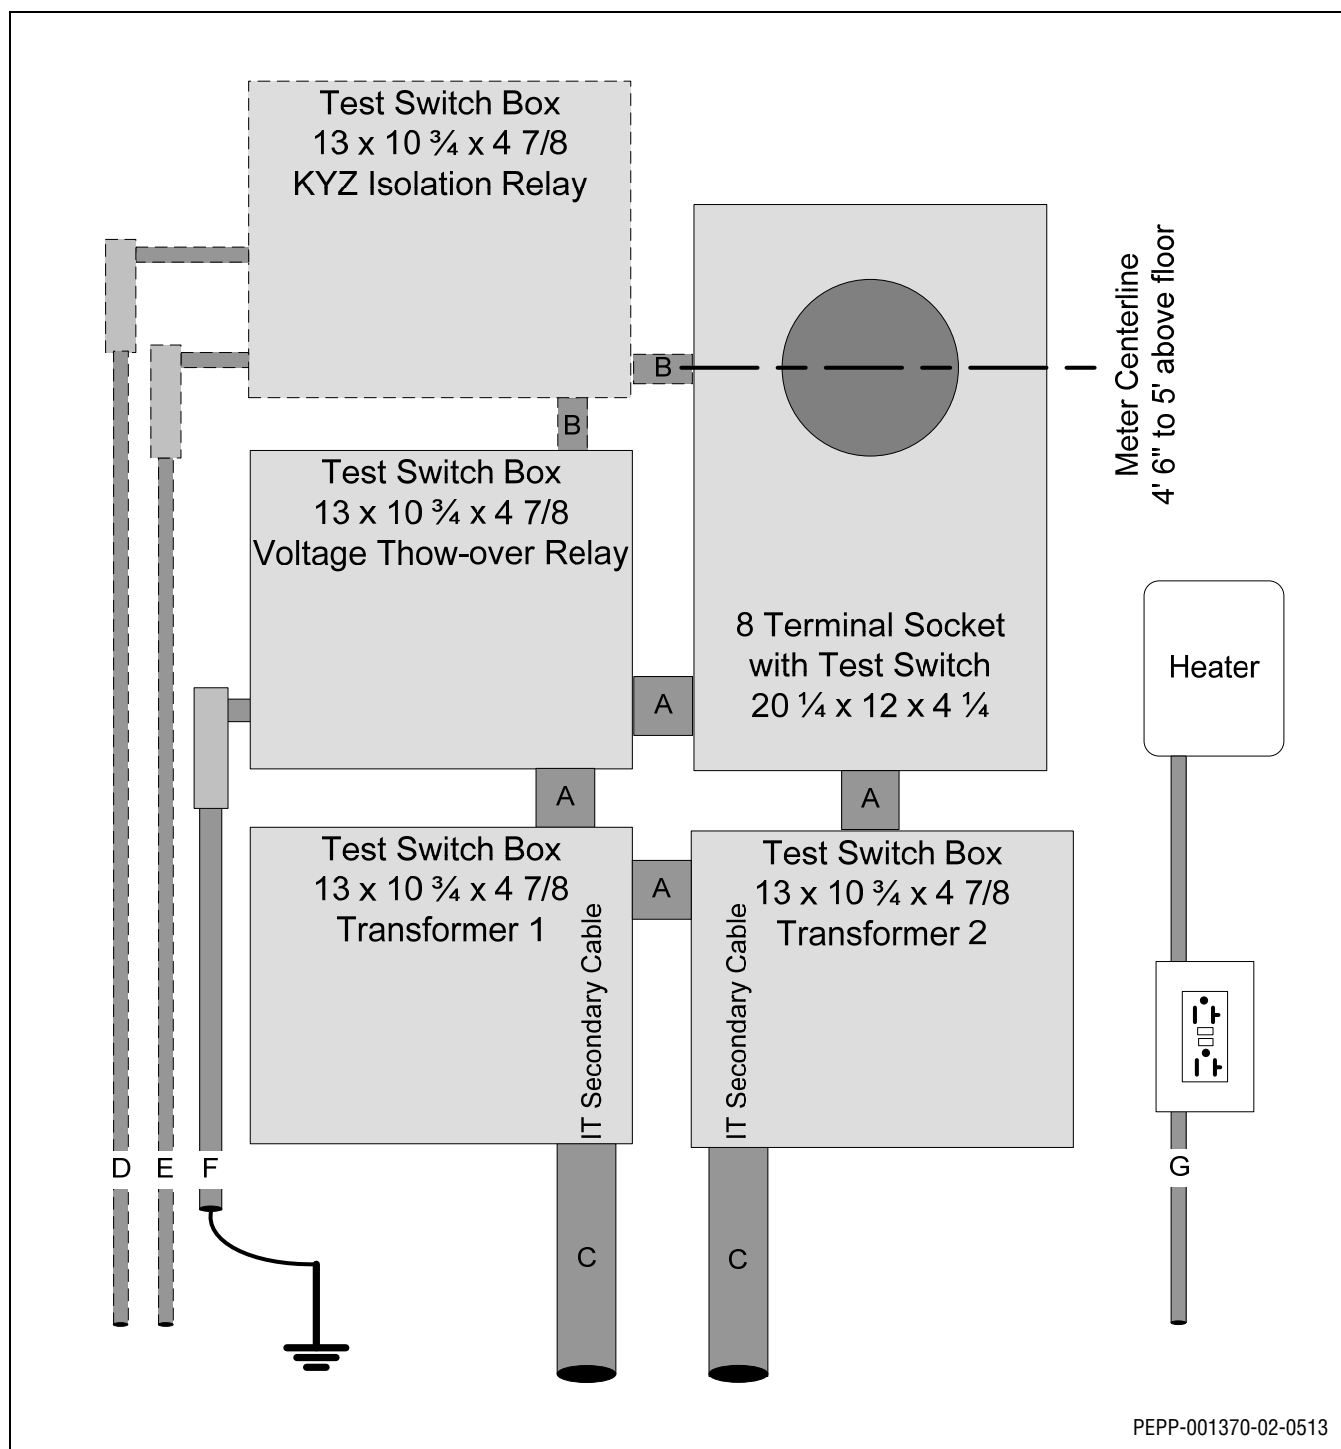 Test Switch Box
13 x 10 ¾ x 4 7/8
KYZ Isolation Relay
B
B
Meter Centerline
4' 6" to 5' above floor
Test Switch Box
13 x 10 ¾ x 4 7/8
Voltage Thow-over Relay
8 Terminal Socket
with Test Switch
20 ¼ x 12 x 4 ¼
Heater
A
A
A
Test Switch Box
13 x 10 ¾ x 4 7/8
Transformer 1
IT Secondary Cable
A
Test Switch Box
13 x 10 ¾ x 4 7/8
Transformer 2
IT Secondary Cable
D
E
F
G
C
C
PEPP-001370-02-0513